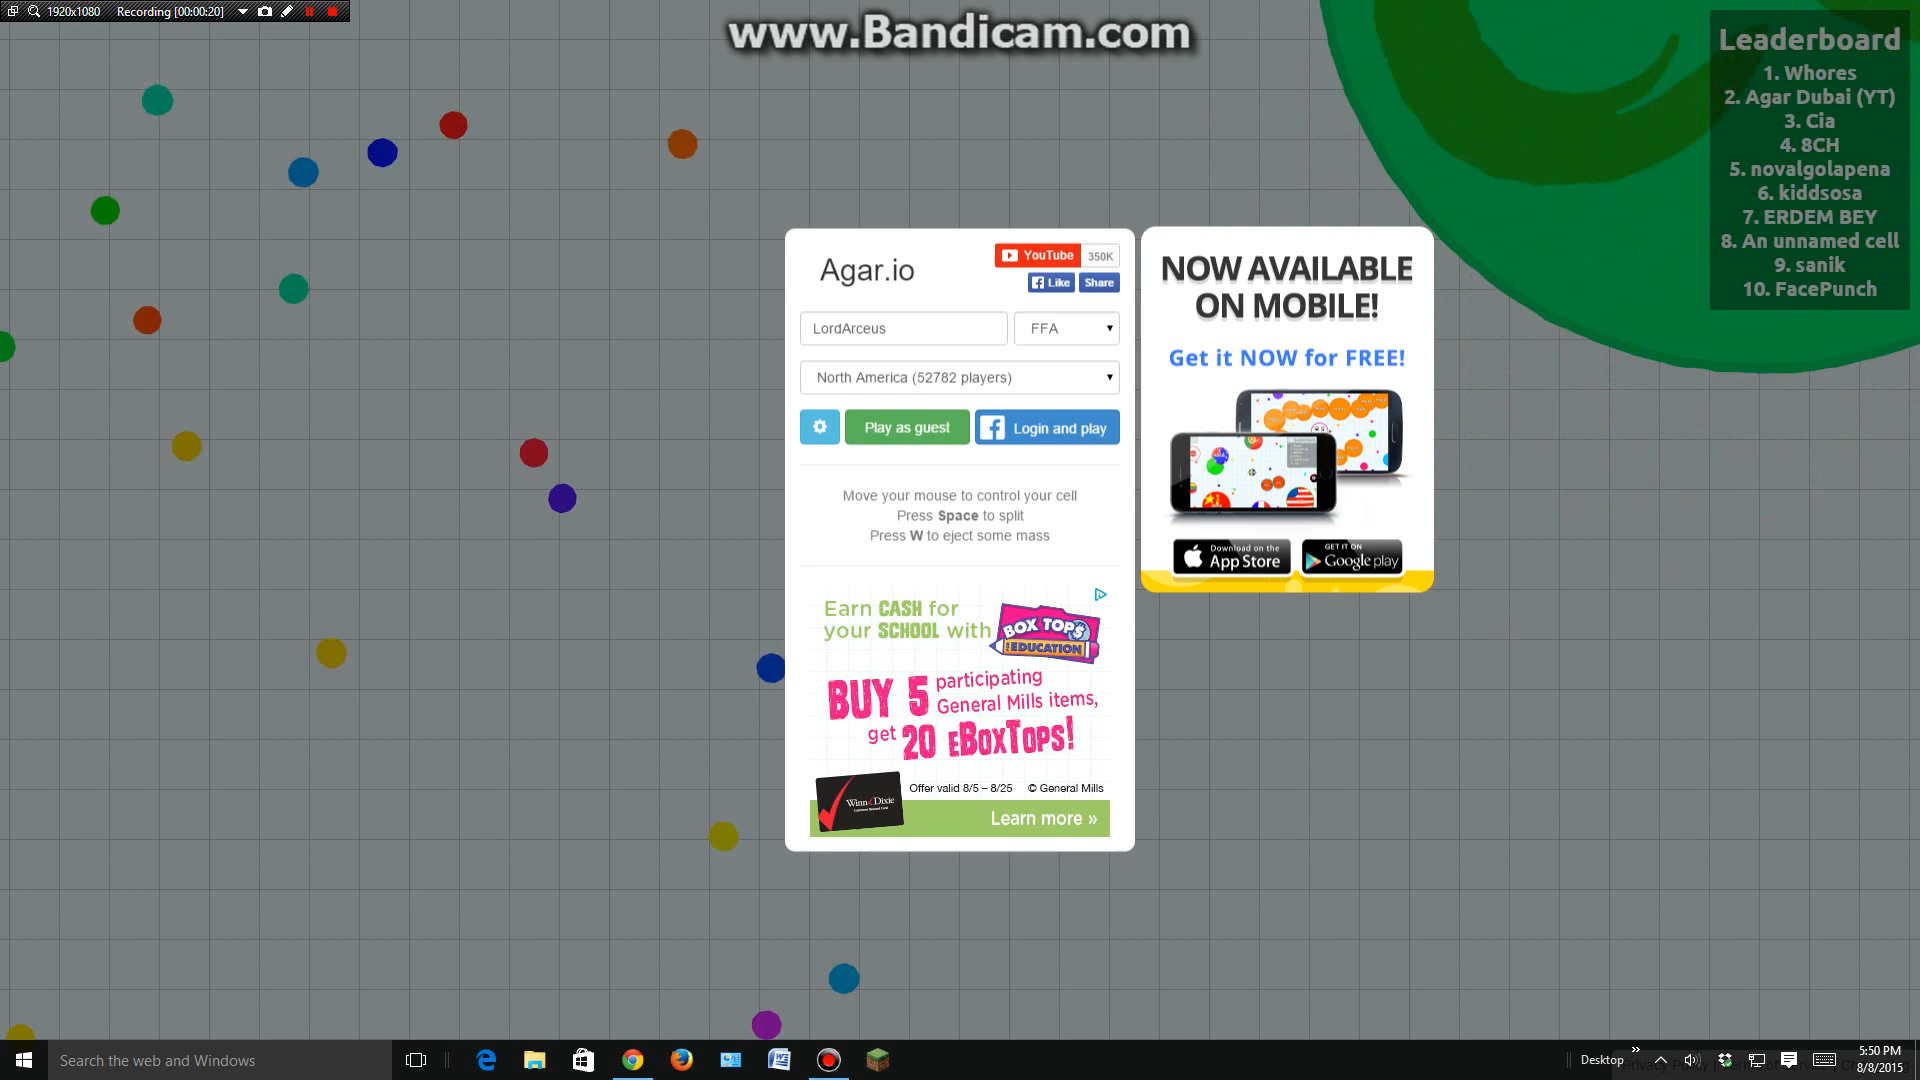 1920x1080 Recording [00:00:20]
www.Bandicam.com
Leaderboard
1. Whores
2. Agar Dubai (YT)
3. Cia
4. 8CH
5. novalgolapena
6. kiddsosa
7. ERDEM BEY
8. An unnamed cell
9. sanik
10. FacePunch
Agar.io
YouTube 350K
Like Share
LordArceus FFA
North America (52782 players)
Play as guest Login and play
Move your mouse to control your cell
Press Space to split
Press W to eject some mass
Earn CASH for
your SCHOOL with
BOX TOPS
EDUCATION
BUY 5 participating
General Mills items,
get 20 eBoxTops!
Winn Dixie
Offer valid 8/5 – 8/25 © General Mills
Learn more »
NOW AVAILABLE
ON MOBILE!
Get it NOW for FREE!
Download on the
App Store
GET IT ON
Google play
Search the web and Windows
Desktop
5:50 PM
8/8/2015